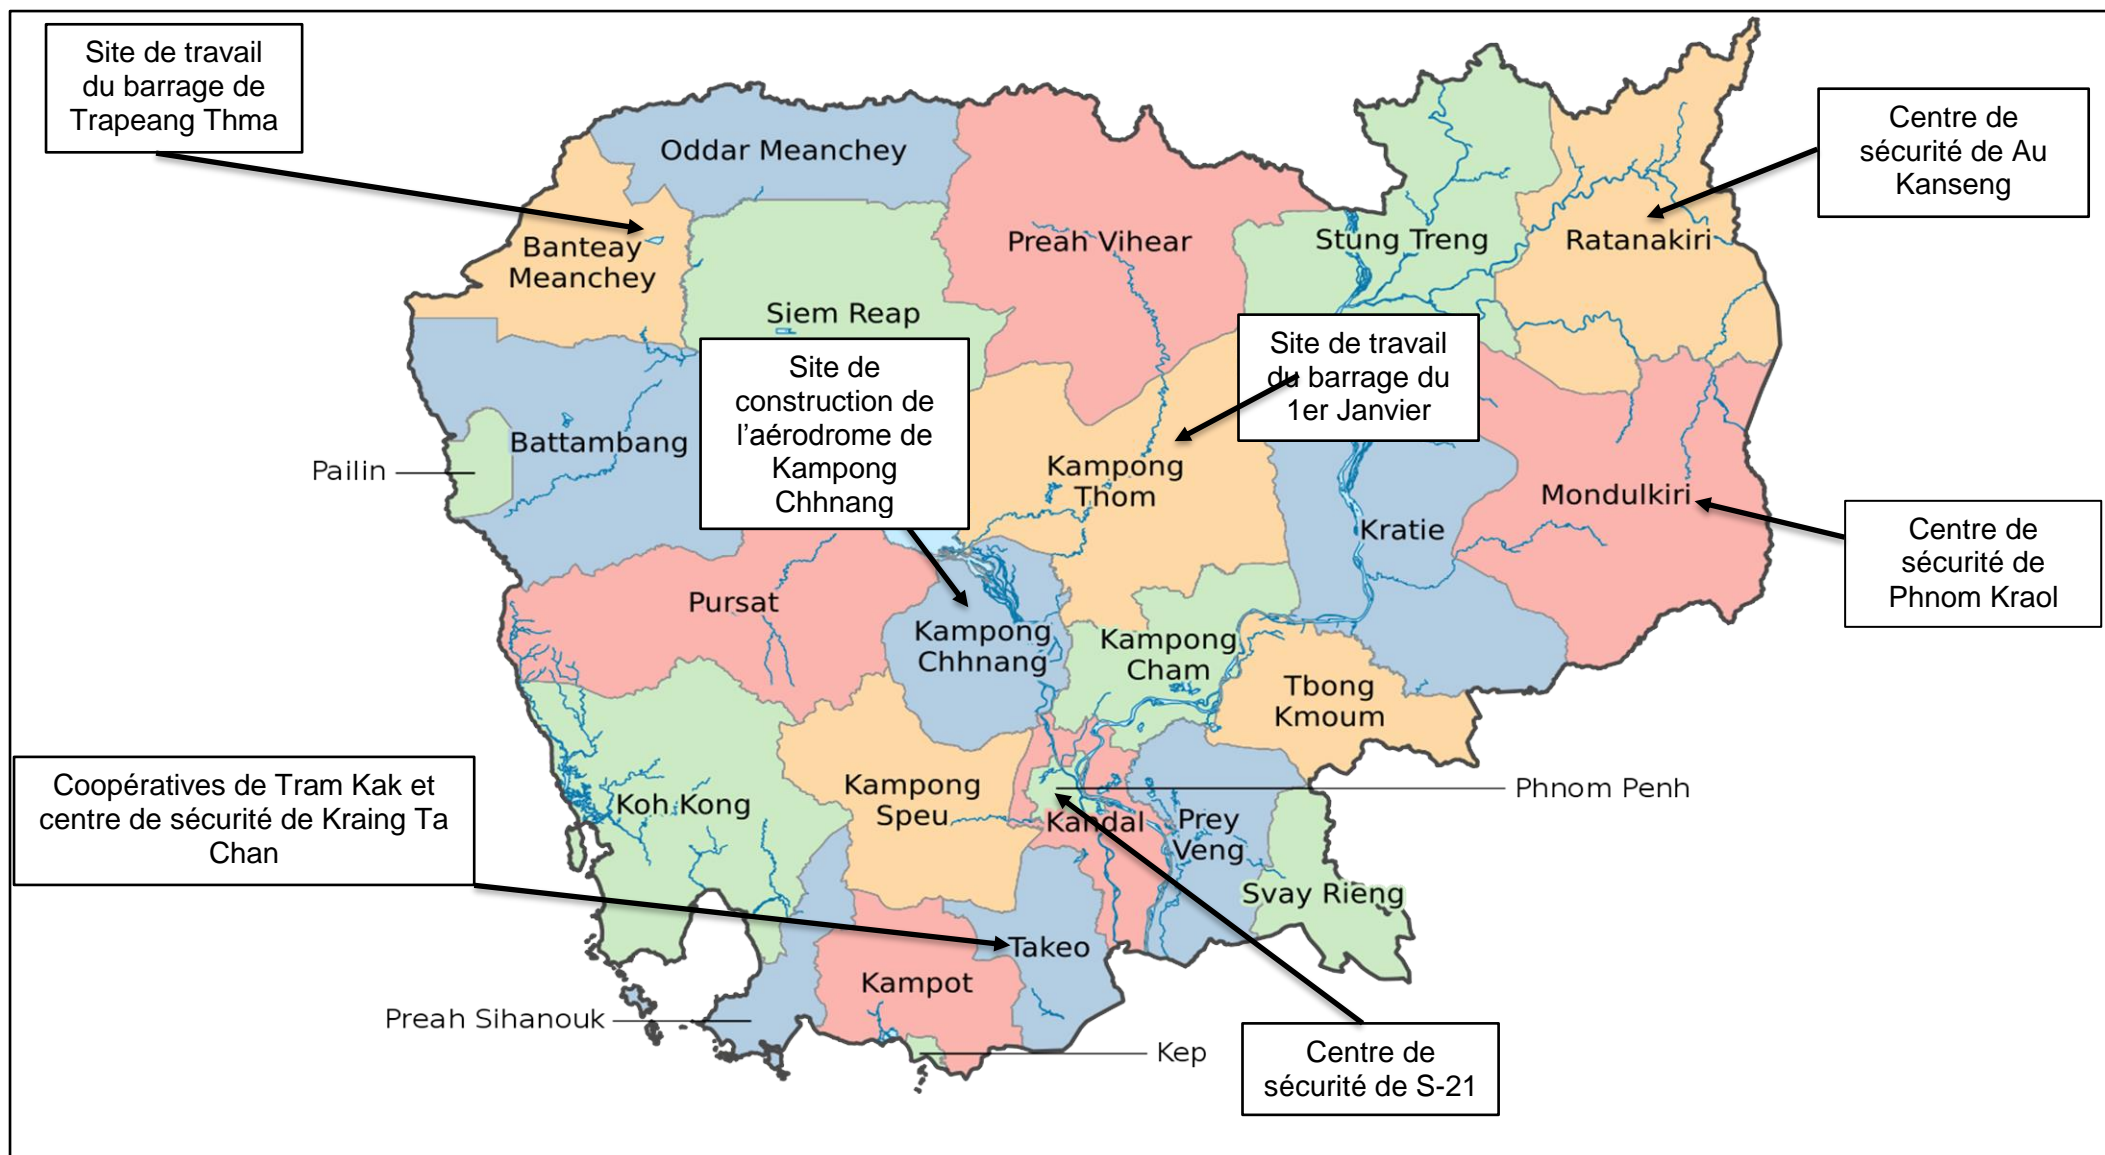 Site de travail
du barrage de
Trapeang Thma
Oddar Meanchey
Centre de
sécurité de Au
Kanseng
Banteay
Meanchey
Preah Vihear
Stung Treng
Ratanakiri
Siem Reap
Site de travail
du barrage du
1er Janvier
Site de
construction de
l’aérodrome de
Kampong
Chhnang
Battambang
Pailin
Kampong
Thom
Mondulkiri
Kratie
Centre de
sécurité de
Phnom Kraol
Pursat
Kampong
Chhnang
Kampong
Cham
Tbong
Kmoum
Coopératives de Tram Kak et
centre de sécurité de Kraing Ta
Chan
Koh Kong
Kampong
Speu
Phnom Penh
Kandal
Prey
Veng
Svay Rieng
Takeo
Kampot
Preah Sihanouk
Kep
Centre de
sécurité de S-21